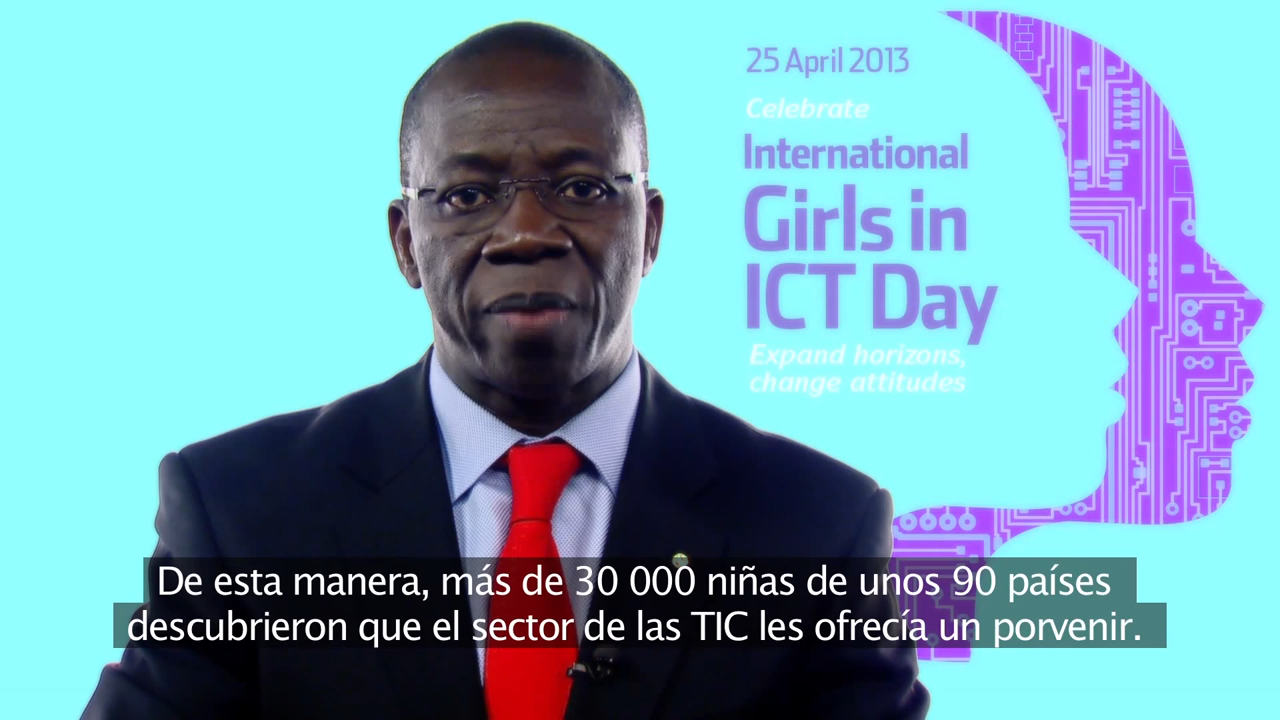 25 April 2013
Celebrate
International
Girls in
ICT Day
Expand horizons,
change attitudes
De esta manera, más de 30 000 niñas de unos 90 países
descubrieron que el sector de las TIC les ofrecía un porvenir.